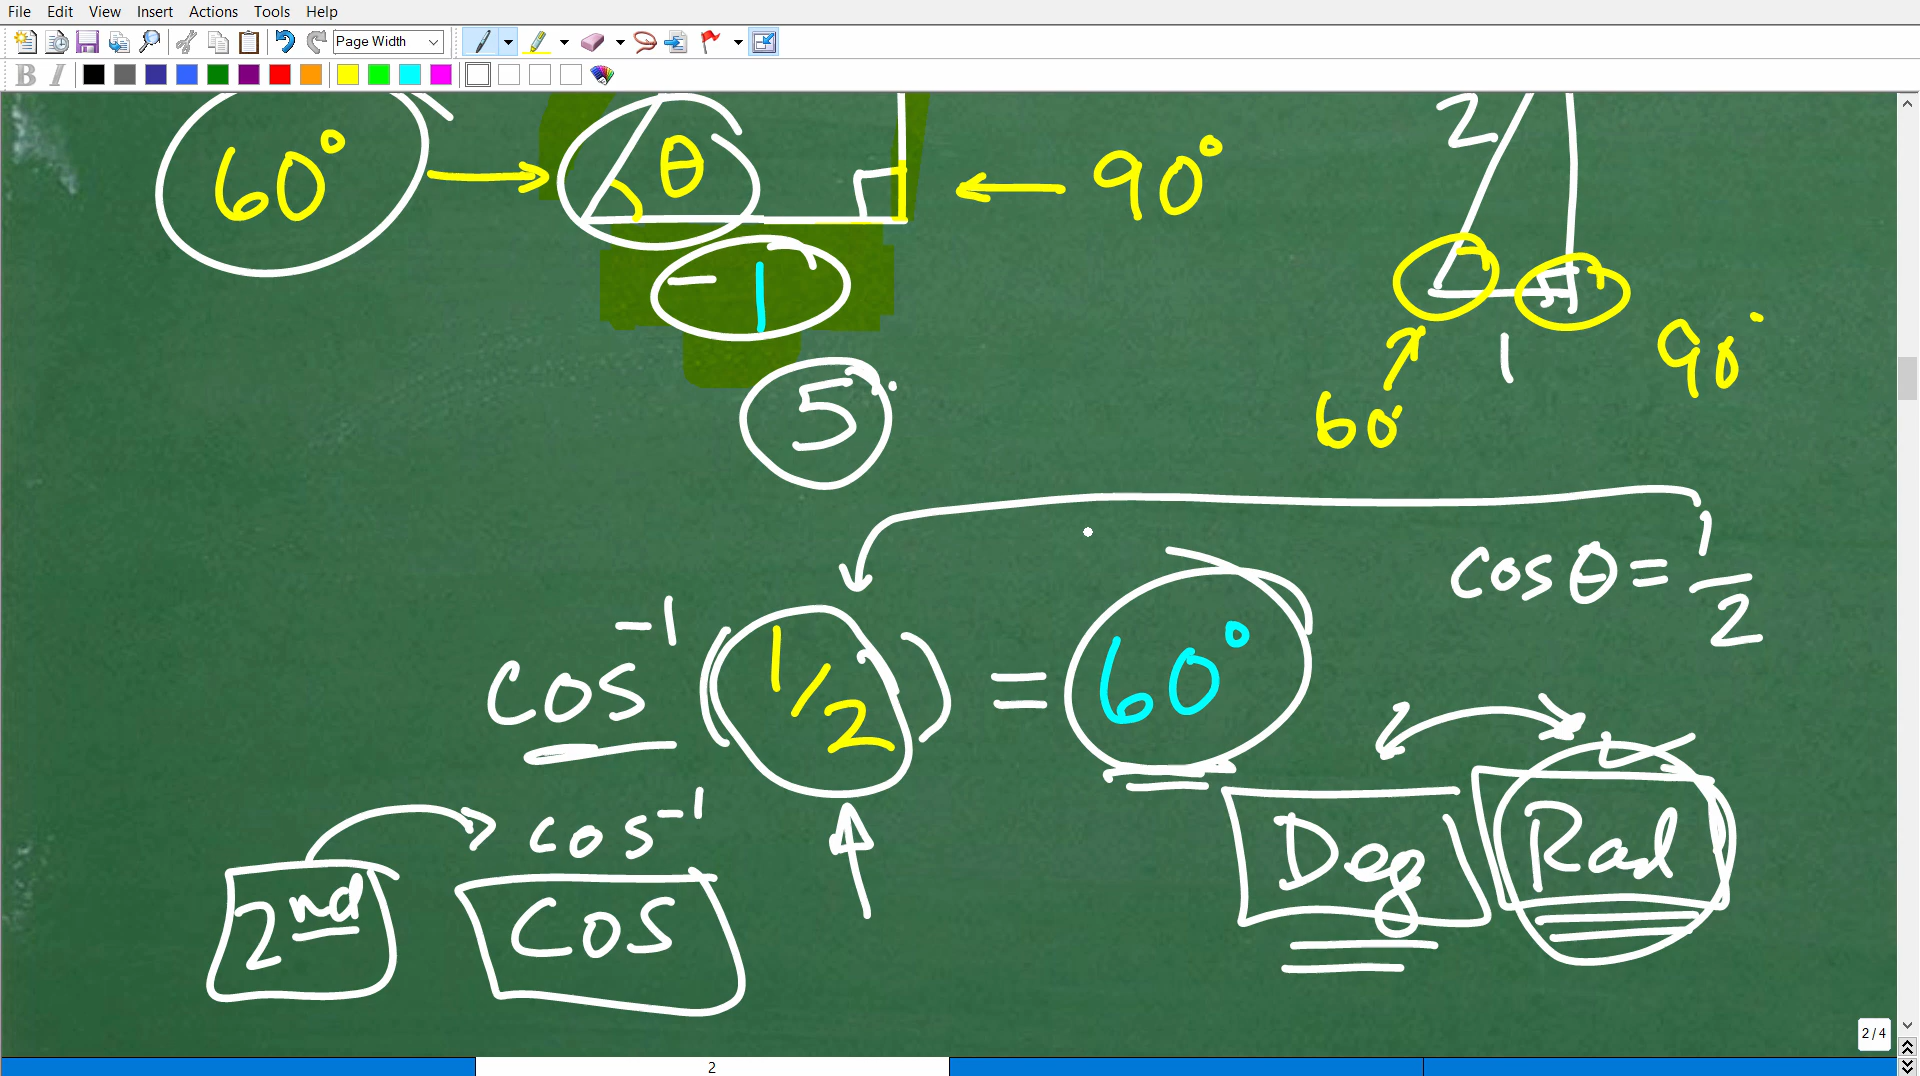 File Edit View Insert Actions Tools Help
Page Width
B I
60° θ 90° 2
1
1 90°
5
60°
cos θ = 1/2
cos⁻¹ (1/2) = 60°
cos⁻¹
2nd COS Deg Rad
2 / 4
2